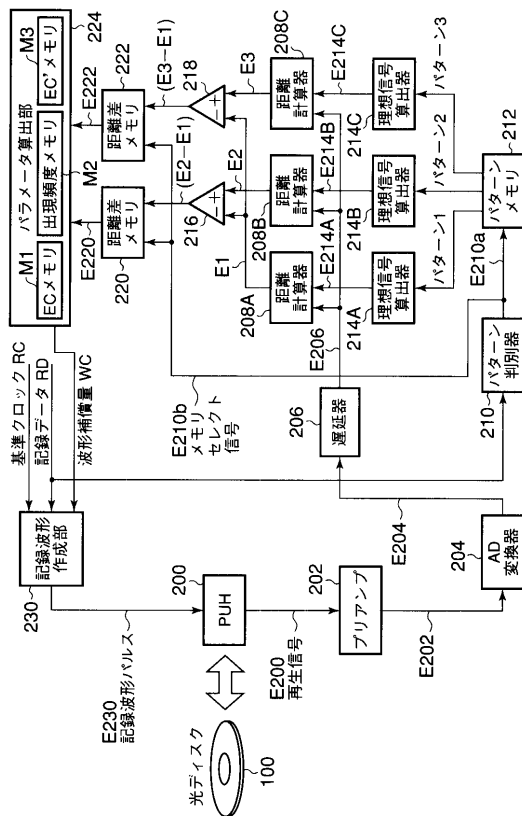 光ディスク
100
E230
記録波形パルス
230
記録波形
作成部
基準クロック RC
記録データ RD
波形補償量 WC
200
PUH
E200
再生信号
202
プリアンプ
E202
204
AD
変換器
E204
206
遅延器
E206
E210b
メモリ
セレクト
信号
210
パターン
判別器
E210a
212
パターン
メモリ
パターン1
パターン2
パターン3
214A
理想信号
算出器
214B
理想信号
算出器
214C
理想信号
算出器
E214A
E214B
E214C
208A
距離
計算器
208B
距離
計算器
208C
距離
計算器
E1
E2
E3
216
－＋
218
－＋
(E2－E1)
(E3－E1)
220
距離差
メモリ
222
距離差
メモリ
E220
E222
224
パラメータ算出部
M1
ECメモリ
M2
出現頻度メモリ
M3
EC'メモリ